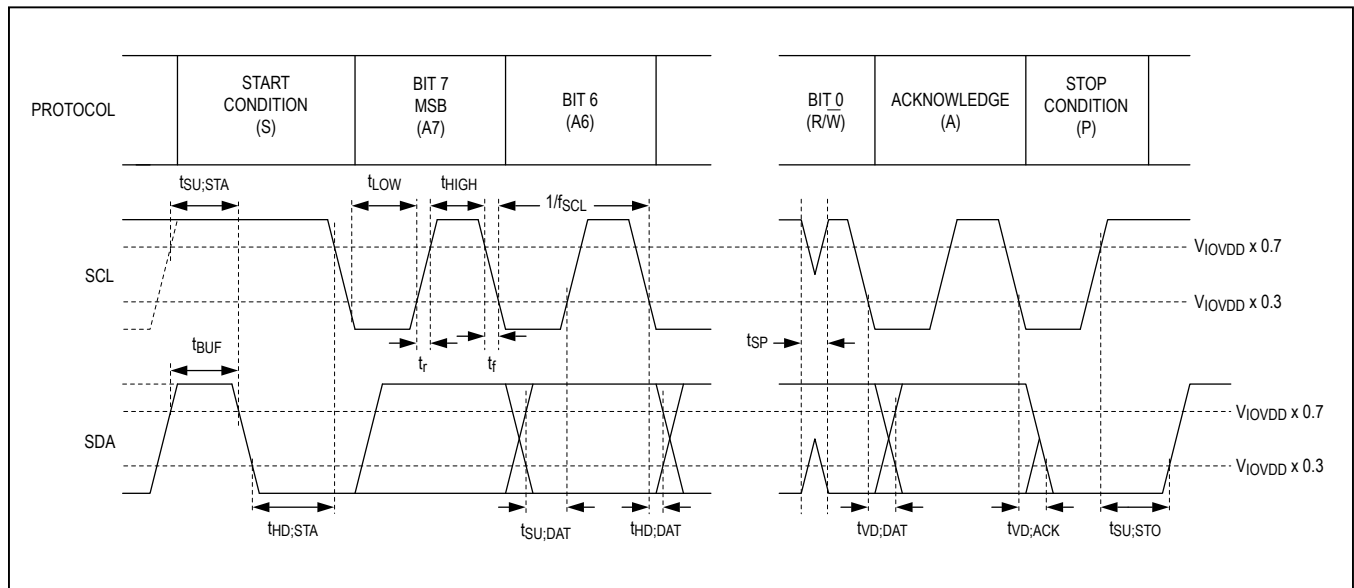 PROTOCOL
START
CONDITION
(S)
BIT 7
MSB
(A7)
BIT 6
(A6)
BIT 0
(R/W̅)
ACKNOWLEDGE
(A)
STOP
CONDITION
(P)
tSU;STA
tLOW
tHIGH
1/fSCL
VIOVDD x 0.7
SCL
VIOVDD x 0.3
tBUF
tr
tf
tSP
VIOVDD x 0.7
SDA
VIOVDD x 0.3
tHD;STA
tSU;DAT
tHD;DAT
tVD;DAT
tVD;ACK
tSU;STO